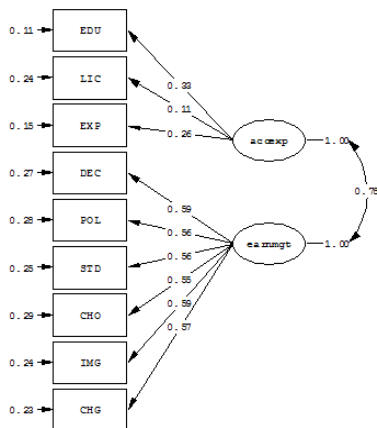 0.11 EDU
0.24 LIC
0.33
0.11
0.15 EXP
0.26
accexp 1.00
0.27 DEC
0.59
0.28 POL
0.56
earnmgt 1.00
0.25 STD
0.56
0.29 CHO
0.55
0.24 IMG
0.59
0.57
0.23 CHG